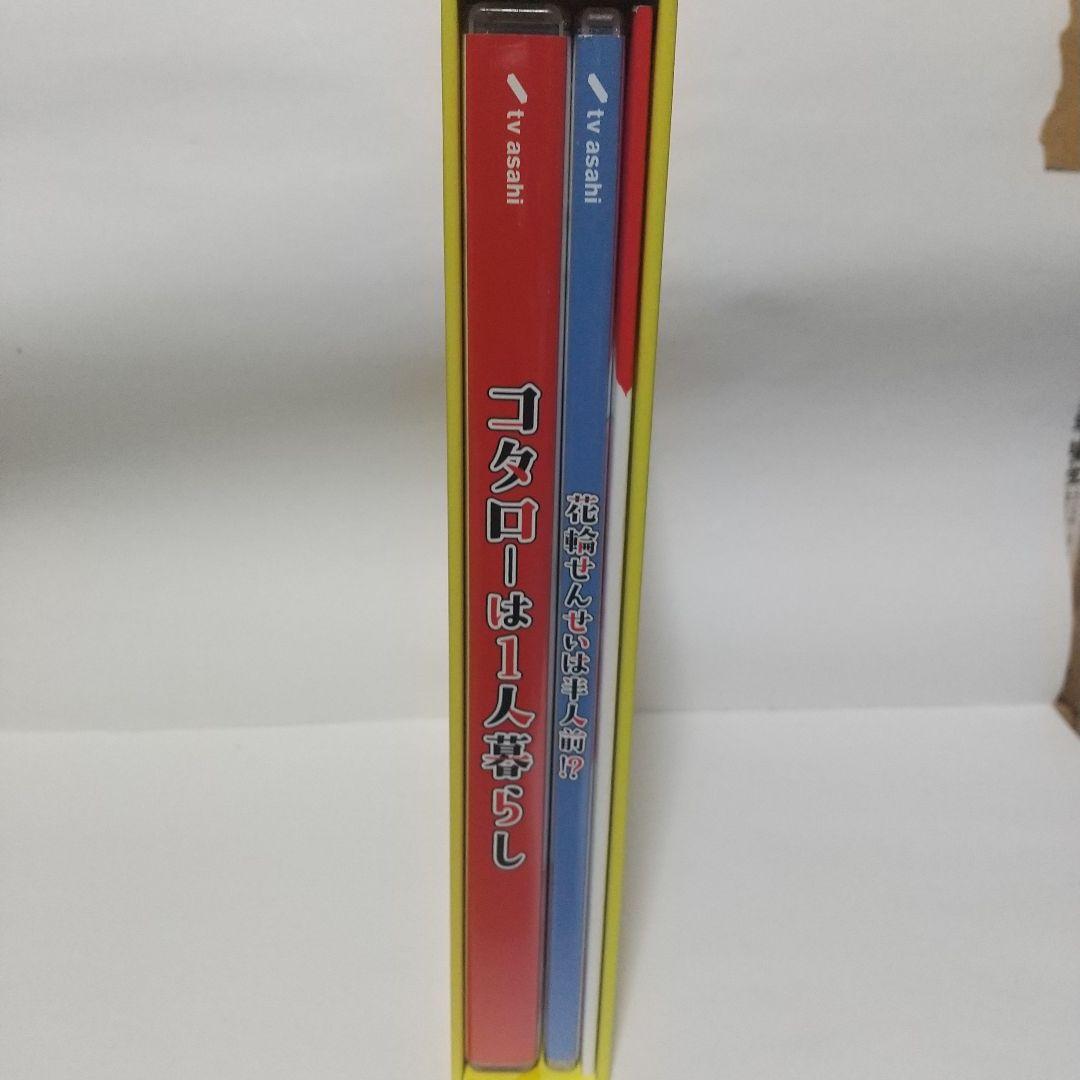 tv asahi
コタローは1人暮らし
tv asahi
花輪せんせいは半人前!?